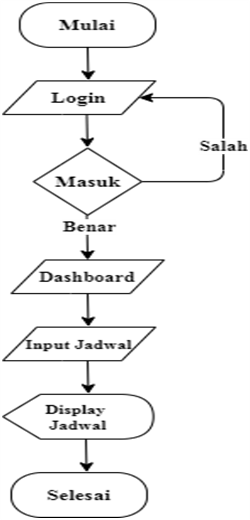 Mulai
Login
Salah
Masuk
Benar
Dashboard
Input Jadwal
Display
Jadwal
Selesai